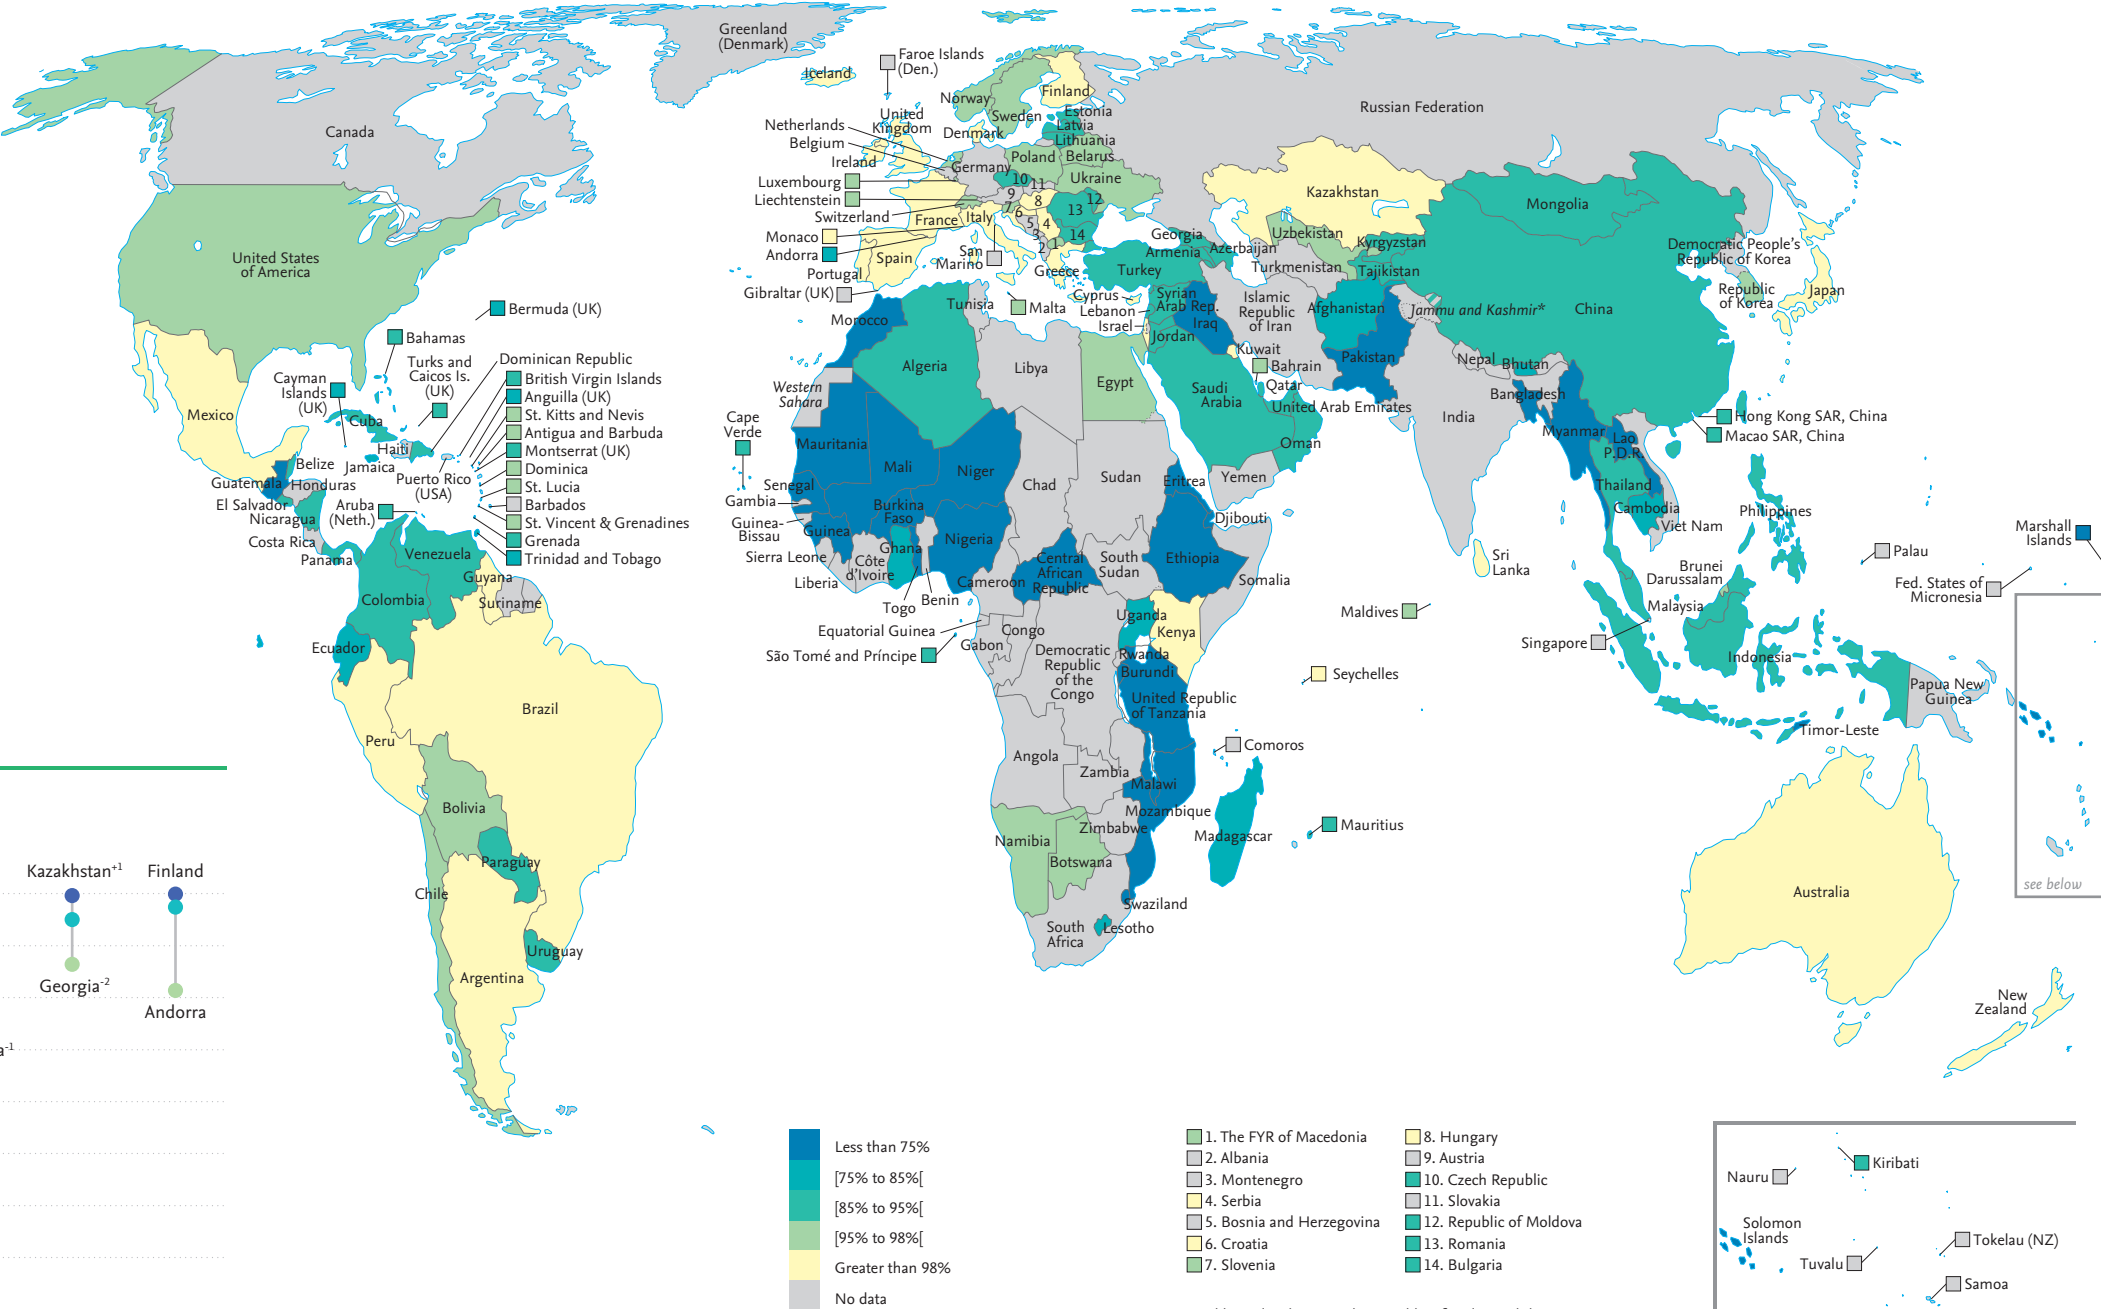 Greenland
(Denmark)
Faroe Islands
(Den.)
Iceland
Norway
Sweden
Finland
Russian Federation
Canada
United
Kingdom
Denmark
Estonia
Latvia
Lithuania
Netherlands
Belgium
Ireland
Germany
Poland
Belarus
Luxembourg
Liechtenstein
Switzerland
Ukraine
10
11
9
8
12
7
6
13
5
4
3
14
2
1
France
Italy
Monaco
Andorra
Portugal
Spain
San
Marino
Greece
Gibraltar (UK)
Malta
Kazakhstan
Mongolia
Uzbekistan
Kyrgyzstan
Georgia
Armenia
Azerbaijan
Turkmenistan
Tajikistan
Turkey
Democratic People's
Republic of Korea
Republic
of Korea
Japan
China
United States
of America
Bermuda (UK)
Bahamas
Turks and
Caicos Is.
(UK)
Cayman
Islands
(UK)
Dominican Republic
British Virgin Islands
Anguilla (UK)
St. Kitts and Nevis
Antigua and Barbuda
Montserrat (UK)
Dominica
St. Lucia
Barbados
St. Vincent & Grenadines
Grenada
Trinidad and Tobago
Mexico
Cuba
Haiti
Jamaica
Puerto Rico
(USA)
Belize
Guatemala
Honduras
El Salvador
Nicaragua
Aruba
(Neth.)
Costa Rica
Panama
Venezuela
Guyana
Suriname
Colombia
Ecuador
Peru
Brazil
Bolivia
Paraguay
Chile
Uruguay
Argentina
Tunisia
Morocco
Algeria
Libya
Egypt
Western
Sahara
Cape
Verde
Cyprus
Lebanon
Israel
Syrian
Arab Rep.
Iraq
Jordan
Islamic
Republic
of Iran
Kuwait
Bahrain
Qatar
Saudi
Arabia
United Arab Emirates
Oman
Yemen
Afghanistan
Pakistan
Jammu and Kashmir*
Nepal
Bhutan
Bangladesh
India
Myanmar
Lao
P.D.R.
Thailand
Cambodia
Viet Nam
Hong Kong SAR, China
Macao SAR, China
Philippines
Mauritania
Mali
Niger
Chad
Sudan
Eritrea
Senegal
Gambia
Guinea-
Bissau
Guinea
Sierra Leone
Liberia
Burkina
Faso
Côte
d'Ivoire
Ghana
Togo
Benin
Nigeria
Cameroon
Central
African
Republic
South
Sudan
Djibouti
Ethiopia
Somalia
Equatorial Guinea
São Tomé and Príncipe
Gabon
Congo
Democratic
Republic
of the
Congo
Uganda
Kenya
Rwanda
Burundi
United Republic
of Tanzania
Angola
Zambia
Malawi
Mozambique
Zimbabwe
Namibia
Botswana
Swaziland
South
Africa
Lesotho
Madagascar
Comoros
Seychelles
Mauritius
Maldives
Sri
Lanka
Singapore
Brunei
Darussalam
Malaysia
Indonesia
Timor-Leste
Papua New
Guinea
Palau
Fed. States of
Micronesia
Marshall
Islands
Australia
New
Zealand
see below
Kazakhstan+1
Finland
Georgia-2
Andorra
a-1
Less than 75%
[75% to 85%[
[85% to 95%[
[95% to 98%[
Greater than 98%
No data
1. The FYR of Macedonia
2. Albania
3. Montenegro
4. Serbia
5. Bosnia and Herzegovina
6. Croatia
7. Slovenia
8. Hungary
9. Austria
10. Czech Republic
11. Slovakia
12. Republic of Moldova
13. Romania
14. Bulgaria
Kiribati
Nauru
Solomon
Islands
Tuvalu
Tokelau (NZ)
Samoa